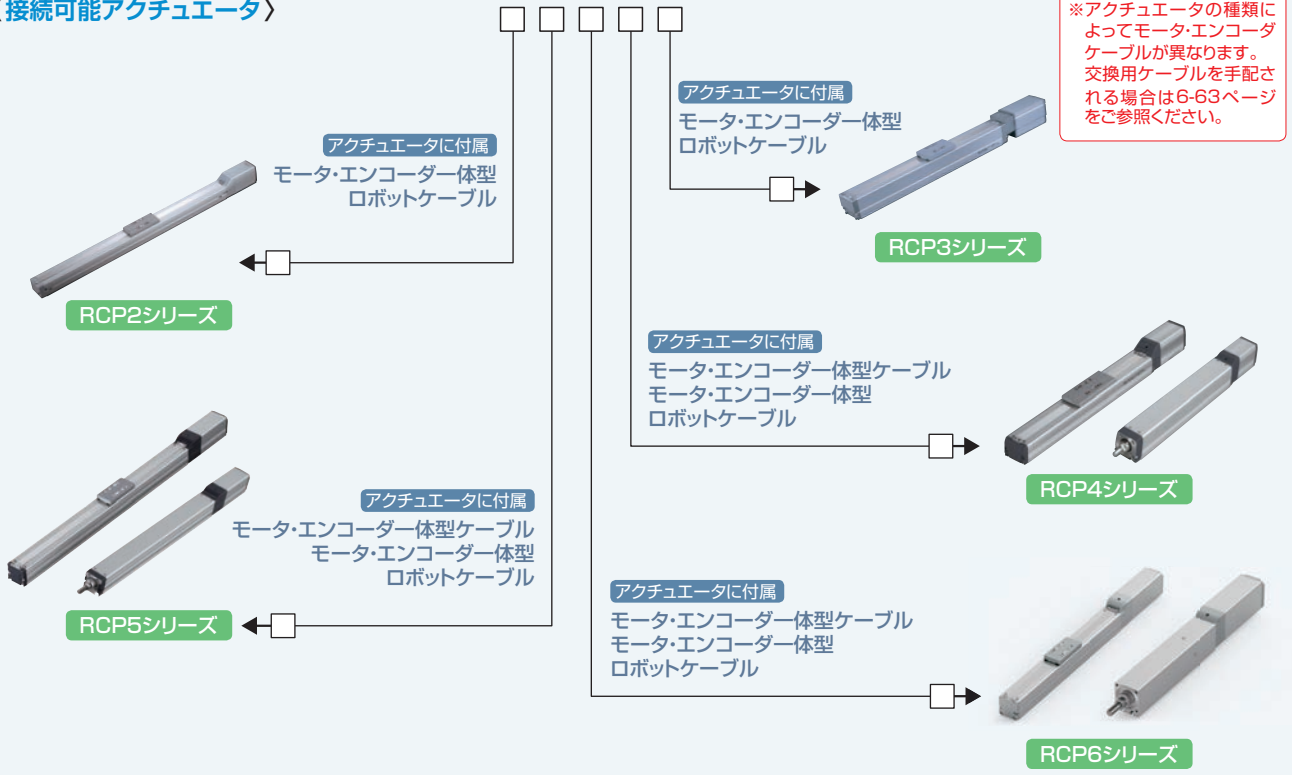 〈接続可能アクチュエータ〉
※アクチュエータの種類に
よってモータ・エンコーダ
ケーブルが異なります。
交換用ケーブルを手配さ
れる場合は6-63ページ
をご参照ください。
アクチュエータに付属
モータ・エンコーダ一体型
ロボットケーブル
RCP3シリーズ
アクチュエータに付属
モータ・エンコーダ一体型
ロボットケーブル
RCP2シリーズ
アクチュエータに付属
モータ・エンコーダ一体型ケーブル
モータ・エンコーダ一体型
ロボットケーブル
RCP4シリーズ
アクチュエータに付属
モータ・エンコーダ一体型ケーブル
モータ・エンコーダ一体型
ロボットケーブル
RCP5シリーズ
アクチュエータに付属
モータ・エンコーダ一体型ケーブル
モータ・エンコーダ一体型
ロボットケーブル
RCP6シリーズ